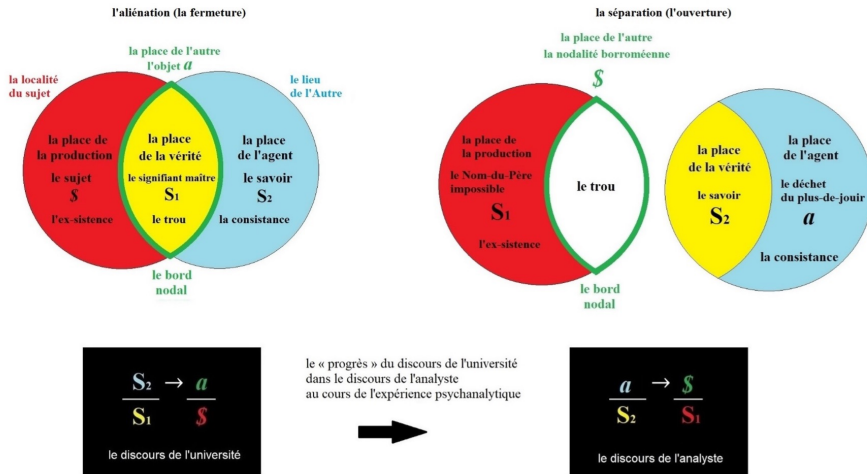 l'aliénation (la fermeture)
la place de l'autre
l'objet a
la localité
du sujet
le lieu
de l'Autre
la place de
la production
le sujet
$
l'ex-sistence
la place
de la vérité
le signifiant maître
S1
le trou
la place
de l'agent
le savoir
S2
la consistance
le bord
nodal
la séparation (l'ouverture)
la place de l'autre
la nodalité borroméenne
$
la place de
la production
le Nom-du-Père
impossible
S1
l'ex-sistence
le trou
la place
de la vérité
le savoir
S2
la place
de l'agent
le déchet
du plus-de-jouir
a
la consistance
le bord
nodal
S2 → a
S1 $
le discours de l'université
le « progrès » du discours de l'université
dans le discours de l'analyste
au cours de l'expérience psychanalytique
a → $
S2 S1
le discours de l'analyste